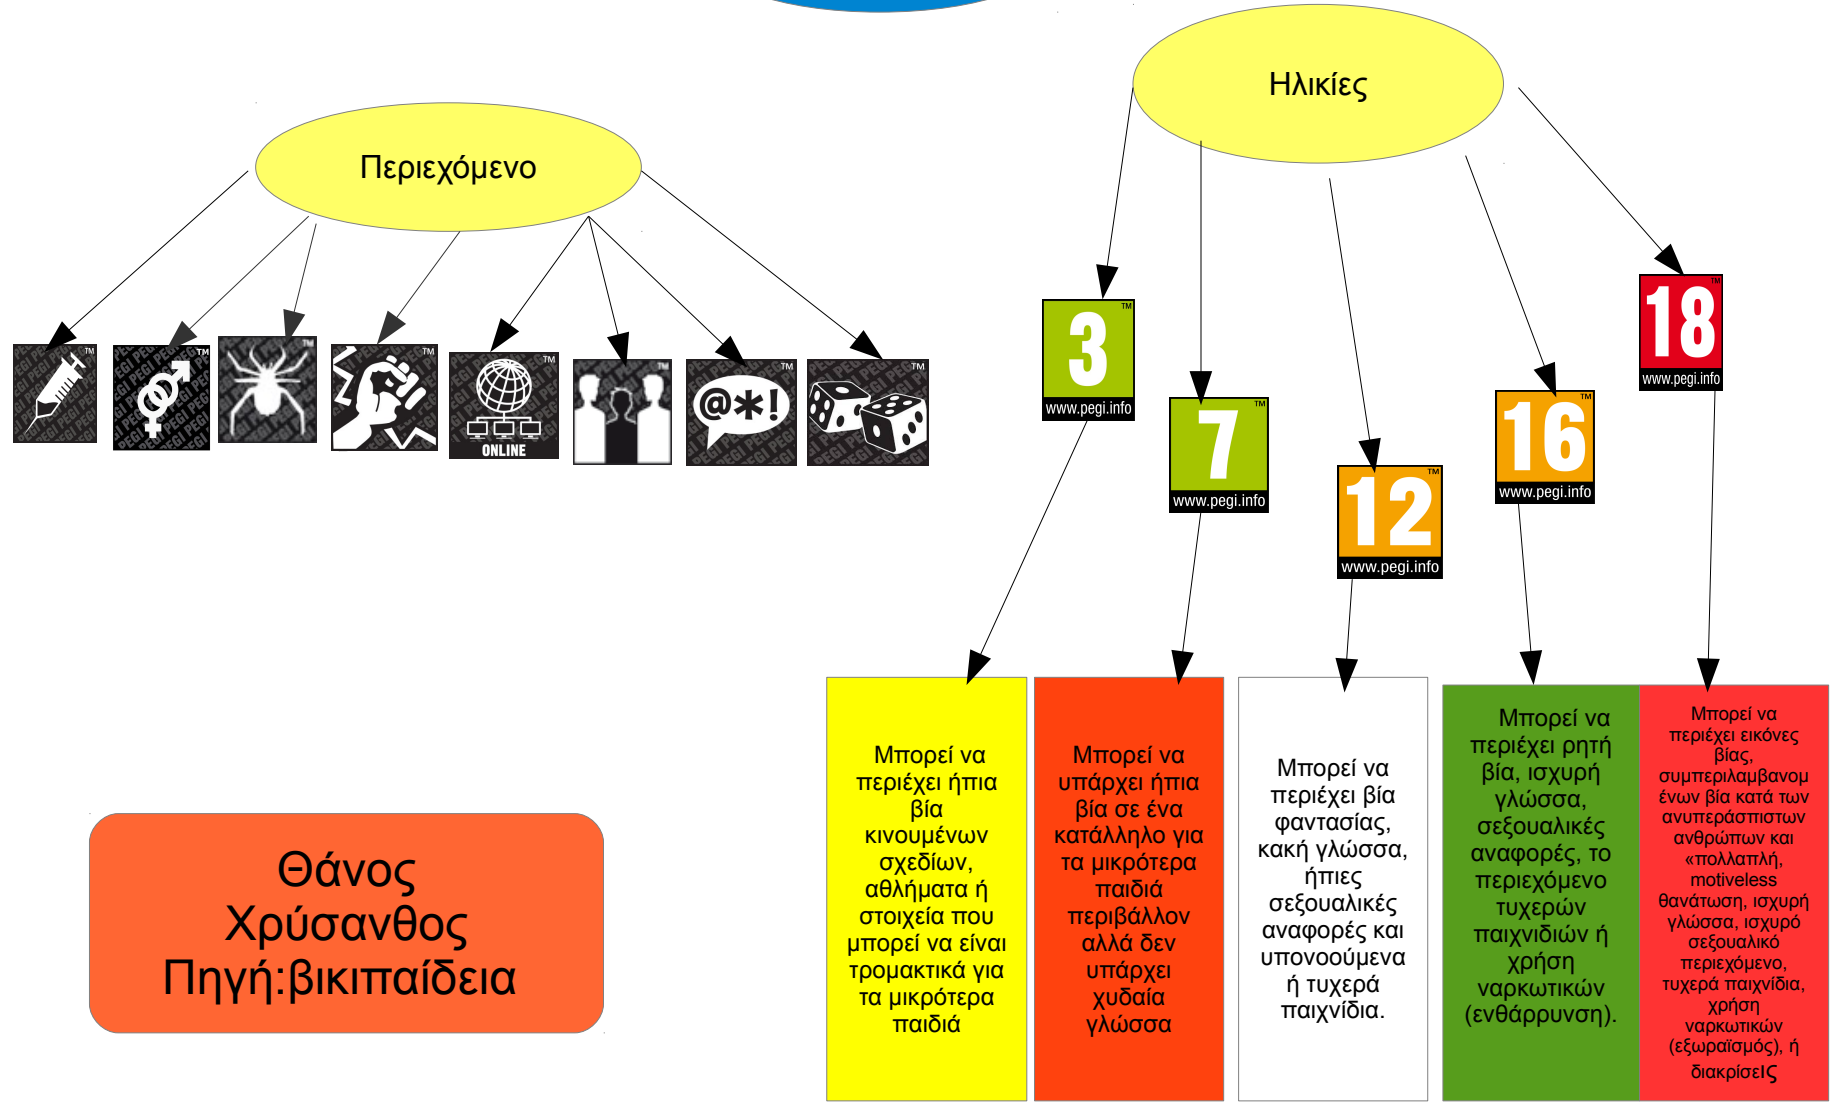 Ηλικίες
Περιεχόμενο
ONLINE
@*!
3
www.pegi.info
7
www.pegi.info
12
www.pegi.info
16
www.pegi.info
18
www.pegi.info
Μπορεί να
περιέχει ήπια
βία
κινουμένων
σχεδίων,
αθλήματα ή
στοιχεία που
μπορεί να είναι
τρομακτικά για
τα μικρότερα
παιδιά
Μπορεί να
υπάρχει ήπια
βία σε ένα
κατάλληλο για
τα μικρότερα
παιδιά
περιβάλλον
αλλά δεν
υπάρχει
χυδαία
γλώσσα
Μπορεί να
περιέχει βία
φαντασίας,
κακή γλώσσα,
ήπιες
σεξουαλικές
αναφορές και
υπονοούμενα
ή τυχερά
παιχνίδια.
Μπορεί να
περιέχει ρητή
βία, ισχυρή
γλώσσα,
σεξουαλικές
αναφορές, το
περιεχόμενο
τυχερών
παιχνιδιών ή
χρήση
ναρκωτικών
(ενθάρρυνση).
Μπορεί να
περιέχει εικόνες
βίας,
συμπεριλαμβανομ
ένων βία κατά των
ανυπεράσπιστων
ανθρώπων και
«πολλαπλή,
motiveless
θανάτωση, ισχυρή
γλώσσα, ισχυρό
σεξουαλικό
περιεχόμενο,
τυχερά παιχνίδια,
χρήση
ναρκωτικών
(εξωραϊσμός), ή
διακρίσεις
Θάνος
Χρύσανθος
Πηγή:βικιπαίδεια